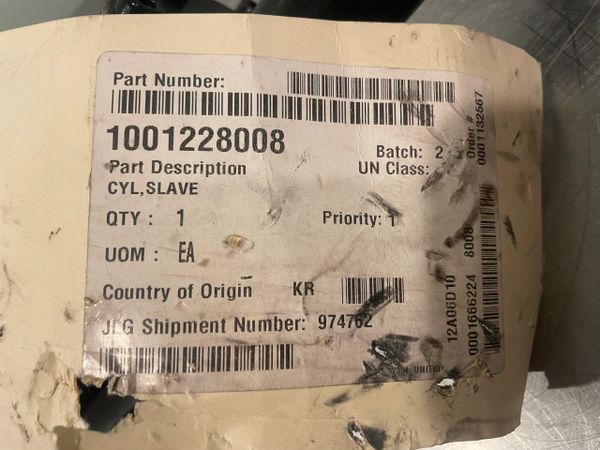 Part Number:
1001228008
Batch: 2
Part Description
UN Class:
CYL,SLAVE
QTY : 1
Priority: 1
UOM : EA
Country of Origin KR
JLG Shipment Number: 974762
UNITID
12A06D10
0001666224 8008
Order #
0001132567